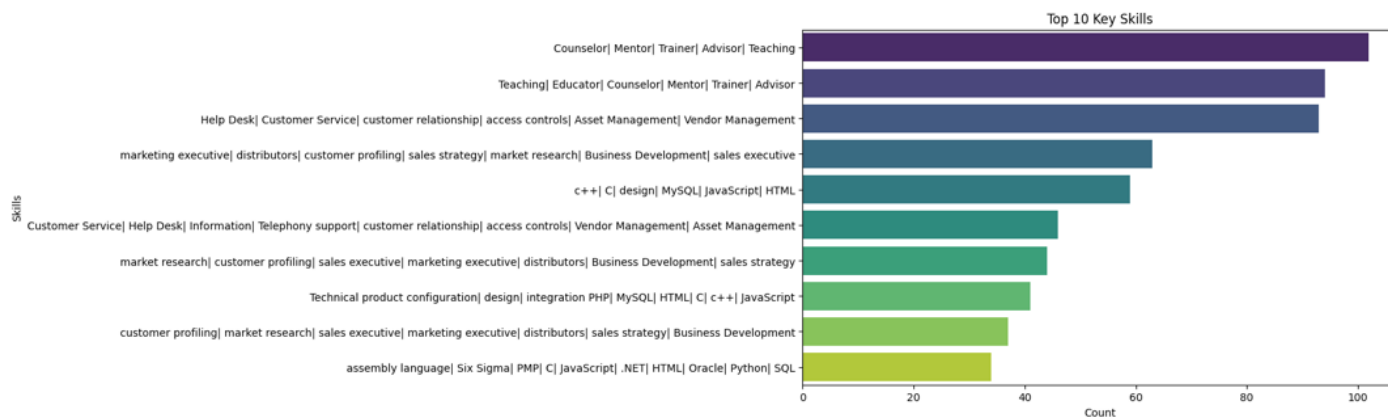 Top 10 Key Skills
Counselor| Mentor| Trainer| Advisor| Teaching
Teaching| Educator| Counselor| Mentor| Trainer| Advisor
Help Desk| Customer Service| customer relationship| access controls| Asset Management| Vendor Management
marketing executive| distributors| customer profiling| sales strategy| market research| Business Development| sales executive
c++| C| design| MySQL| JavaScript| HTML
Customer Service| Help Desk| Information| Telephony support| customer relationship| access controls| Vendor Management| Asset Management
market research| customer profiling| sales executive| marketing executive| distributors| Business Development| sales strategy
Technical product configuration| design| integration PHP| MySQL| HTML| C| c++| JavaScript
customer profiling| market research| sales executive| marketing executive| distributors| sales strategy| Business Development
assembly language| Six Sigma| PMP| C| JavaScript| .NET| HTML| Oracle| Python| SQL
Skills
0 20 40 60 80 100
Count